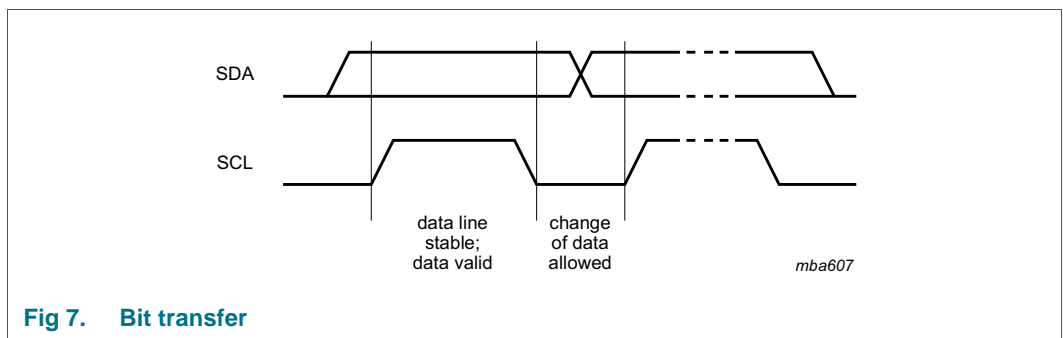 SDA
SCL
data line
stable;
data valid
change
of data
allowed
mba607
Fig 7. Bit transfer